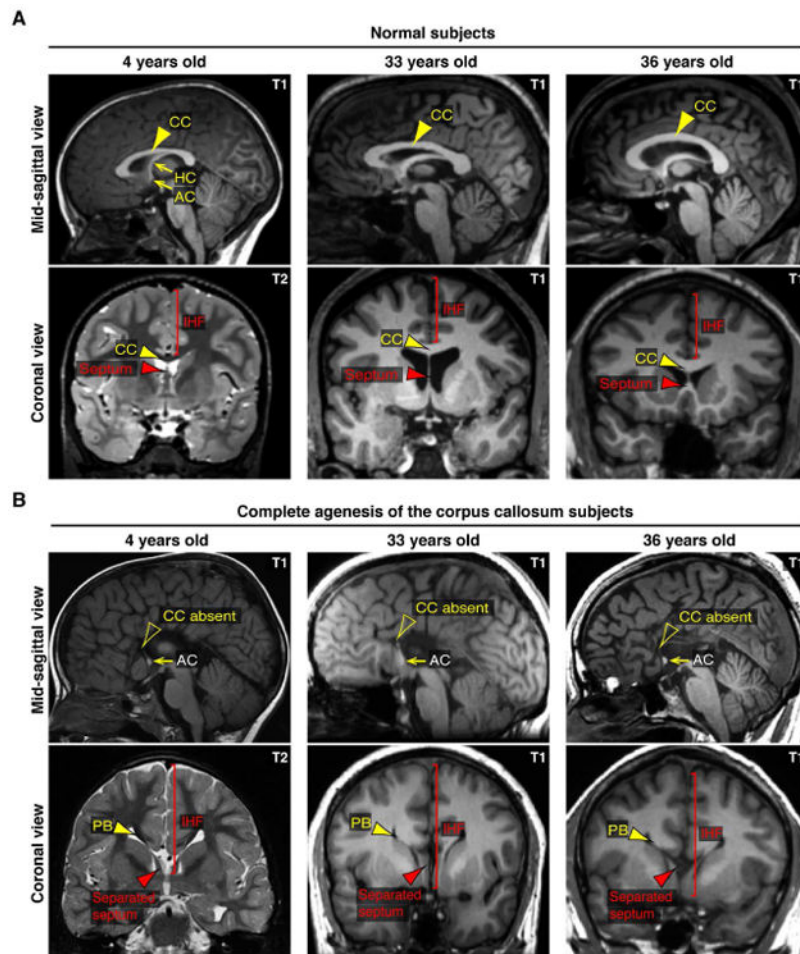 A
Normal subjects
4 years old 33 years old 36 years old
Mid-sagittal view
T1 T1 T1
CC CC CC
HC
AC
Coronal view
T2 T1 T1
IHF IHF IHF
CC CC CC
Septum Septum Septum
B
Complete agenesis of the corpus callosum subjects
4 years old 33 years old 36 years old
Mid-sagittal view
T1 T1 T1
CC absent CC absent CC absent
AC AC AC
Coronal view
T2 T1 T1
PB IHF PB IHF PB IHF
Separated Separated Separated
septum septum septum